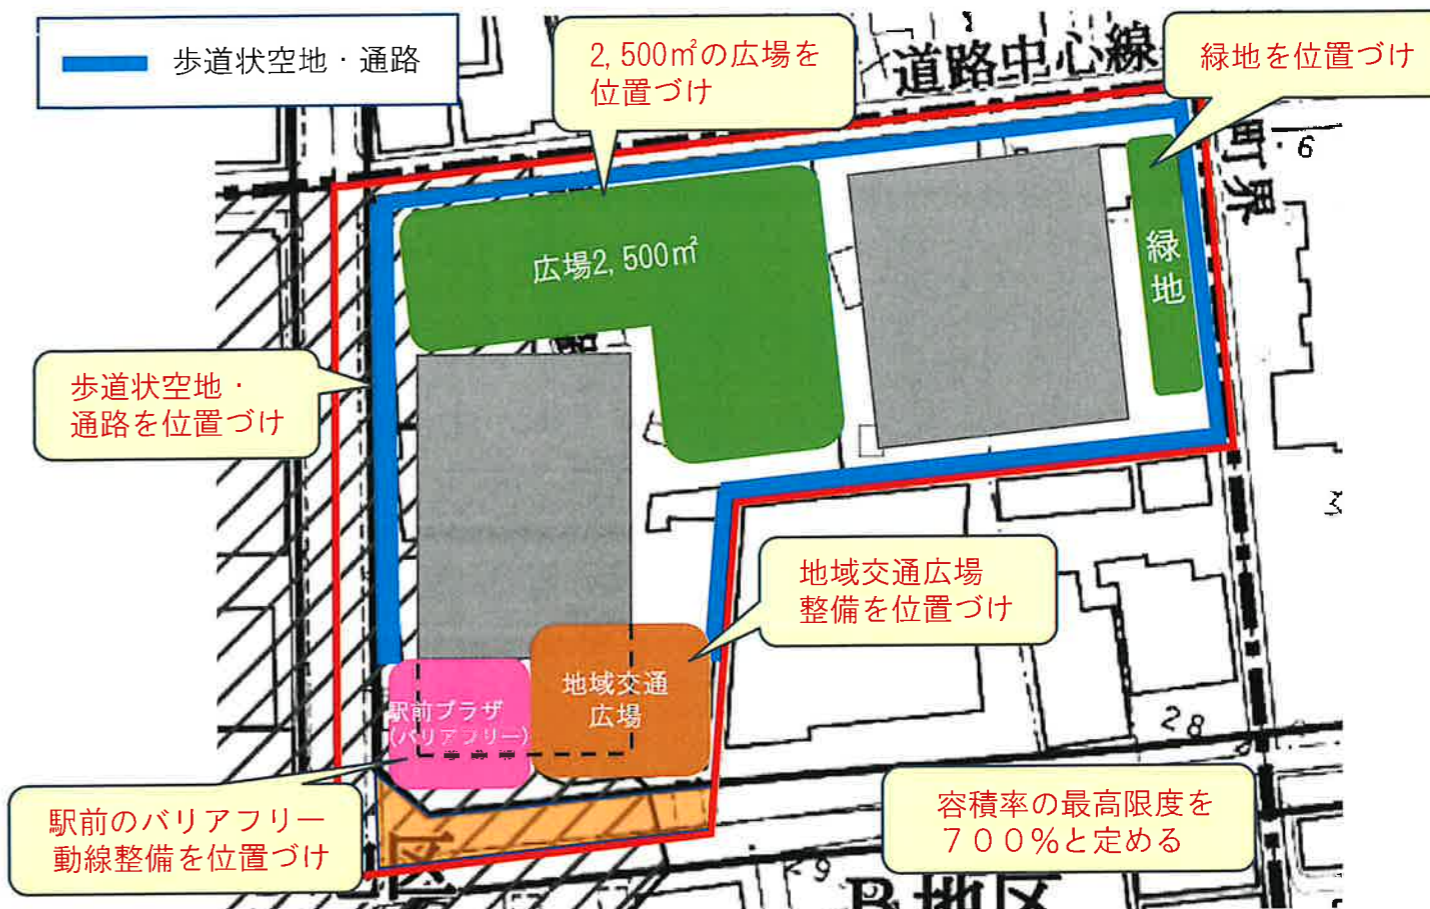 歩道状空地・通路
2,500㎡の広場を
位置づけ
道路中心線
緑地を位置づけ
町界
6
広場2,500㎡
緑地
歩道状空地・
通路を位置づけ
地域交通広場
整備を位置づけ
地域交通
広場
駅前プラザ
(バリアフリー)
28
駅前のバリアフリー
動線整備を位置づけ
区
容積率の最高限度を
700%と定める
9
B地区